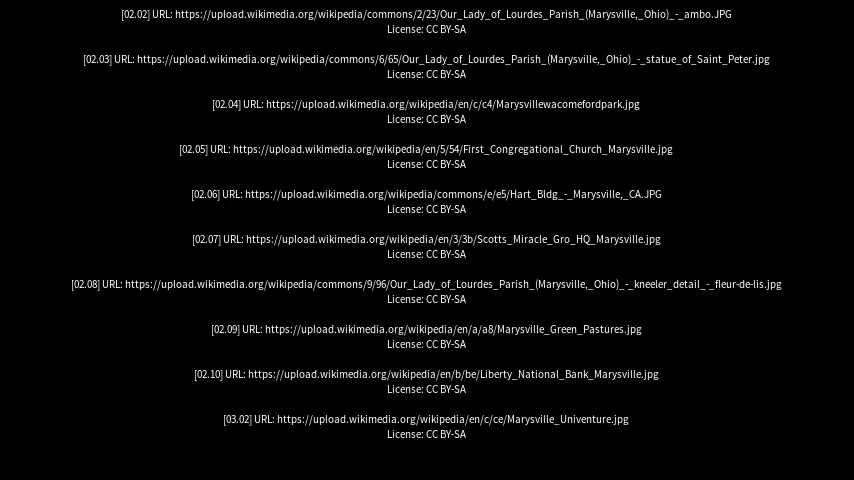 [02.02] URL: https://upload.wikimedia.org/wikipedia/commons/2/23/Our_Lady_of_Lourdes_Parish_(Marysville,_Ohio)_-_ambo.JPG
License: CC BY-SA
[02.03] URL: https://upload.wikimedia.org/wikipedia/commons/6/65/Our_Lady_of_Lourdes_Parish_(Marysville,_Ohio)_-_statue_of_Saint_Peter.jpg
License: CC BY-SA
[02.04] URL: https://upload.wikimedia.org/wikipedia/en/c/c4/Marysvillewacomefordpark.jpg
License: CC BY-SA
[02.05] URL: https://upload.wikimedia.org/wikipedia/en/5/54/First_Congregational_Church_Marysville.jpg
License: CC BY-SA
[02.06] URL: https://upload.wikimedia.org/wikipedia/commons/e/e5/Hart_Bldg_-_Marysville,_CA.JPG
License: CC BY-SA
[02.07] URL: https://upload.wikimedia.org/wikipedia/en/3/3b/Scotts_Miracle_Gro_HQ_Marysville.jpg
License: CC BY-SA
[02.08] URL: https://upload.wikimedia.org/wikipedia/commons/9/96/Our_Lady_of_Lourdes_Parish_(Marysville,_Ohio)_-_kneeler_detail_-_fleur-de-lis.jpg
License: CC BY-SA
[02.09] URL: https://upload.wikimedia.org/wikipedia/en/a/a8/Marysville_Green_Pastures.jpg
License: CC BY-SA
[02.10] URL: https://upload.wikimedia.org/wikipedia/en/b/be/Liberty_National_Bank_Marysville.jpg
License: CC BY-SA
[03.02] URL: https://upload.wikimedia.org/wikipedia/en/c/ce/Marysville_Univenture.jpg
License: CC BY-SA